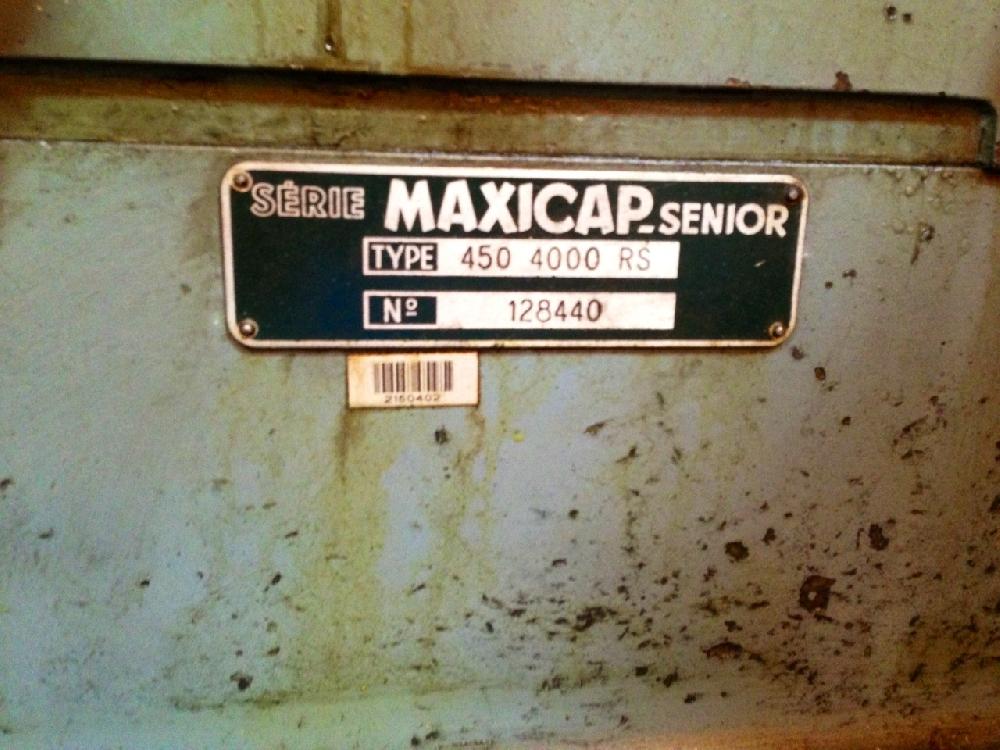 SÉRIE MAXICAP-SENIOR
TYPE 450 4000 RS
Nº 128440
2150402